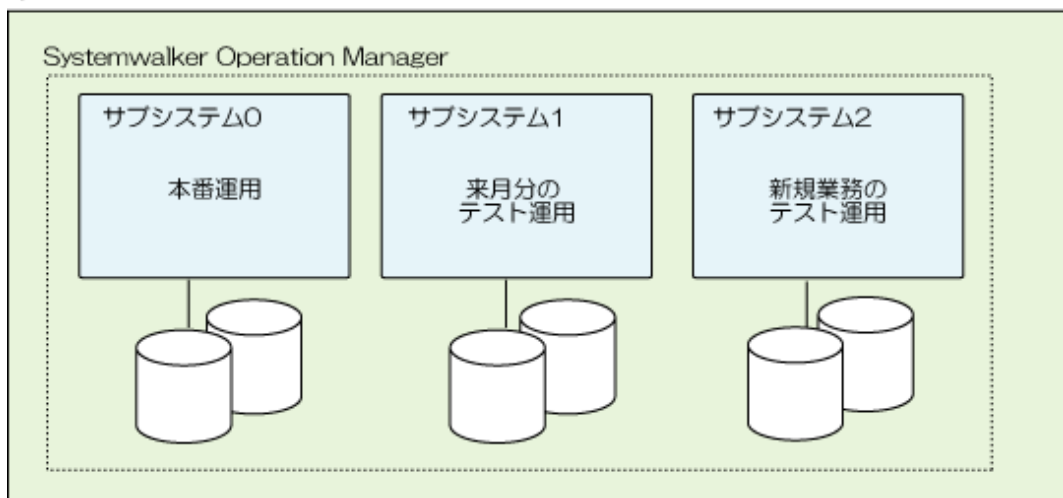 Systemwalker Operation Manager
サブシステム0
本番運用
サブシステム1
来月分の
テスト運用
サブシステム2
新規業務の
テスト運用